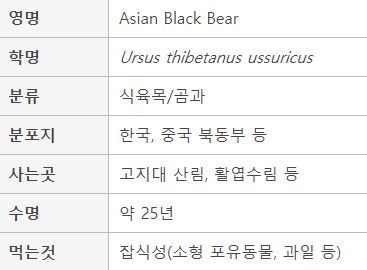 영명 Asian Black Bear
학명 Ursus thibetanus ussuricus
분류 식육목/곰과
분포지 한국, 중국 북동부 등
사는곳 고지대 산림, 활엽수림 등
수명 약 25년
먹는것 잡식성(소형 포유동물, 과일 등)